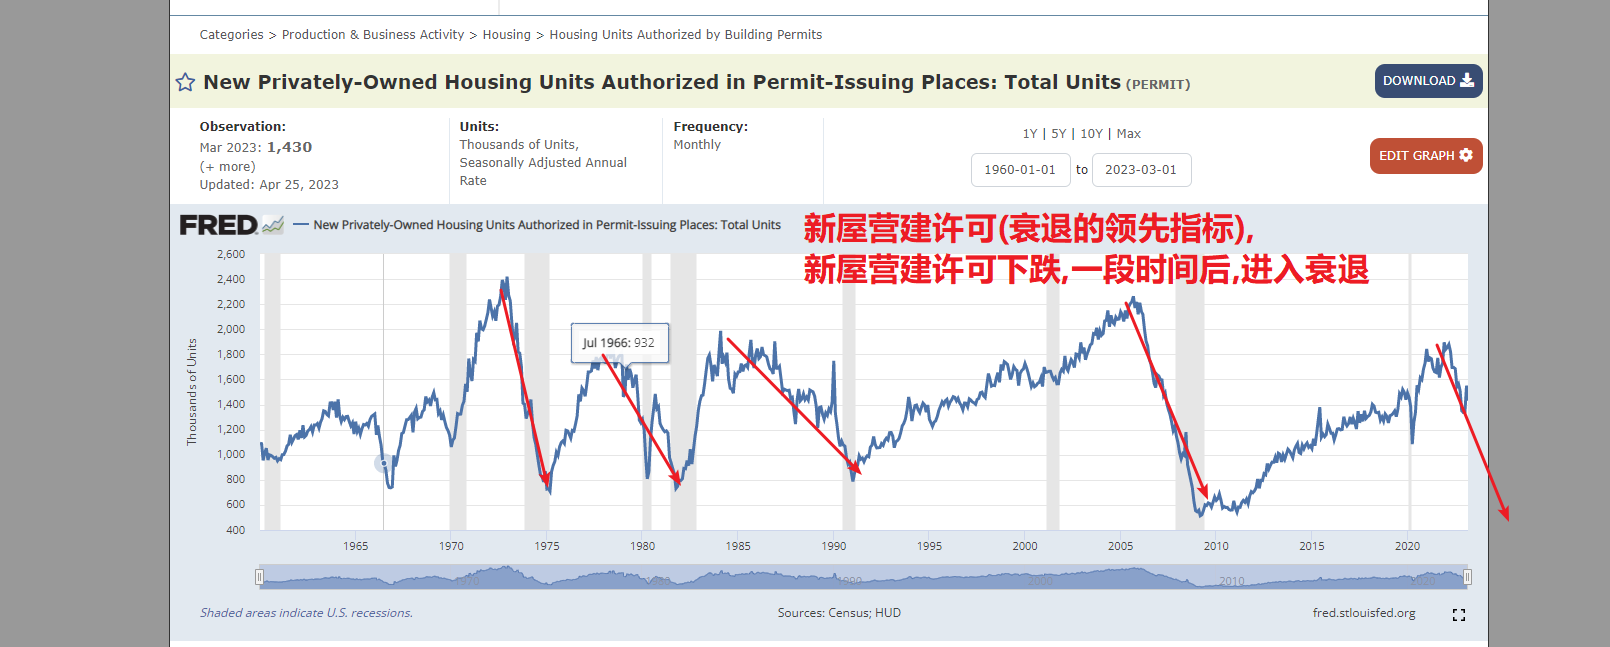 Categories > Production & Business Activity > Housing > Housing Units Authorized by Building Permits
New Privately-Owned Housing Units Authorized in Permit-Issuing Places: Total Units (PERMIT)
DOWNLOAD
Observation:
Mar 2023: 1,430
(+ more)
Updated: Apr 25, 2023
Units:
Thousands of Units,
Seasonally Adjusted Annual
Rate
Frequency:
Monthly
1Y | 5Y | 10Y | Max
1960-01-01 to 2023-03-01
EDIT GRAPH
FRED
New Privately-Owned Housing Units Authorized in Permit-Issuing Places: Total Units
新屋营建许可(衰退的领先指标),
新屋营建许可下跌,一段时间后,进入衰退
Thousands of Units
2,600
2,400
2,200
2,000
1,800
1,600
1,400
1,200
1,000
800
600
400
Jul 1966: 932
1965 1970 1975 1980 1985 1990 1995 2000 2005 2010 2015 2020
1970 1980 1990 2000 2010 2020
Shaded areas indicate U.S. recessions.
Sources: Census; HUD
fred.stlouisfed.org